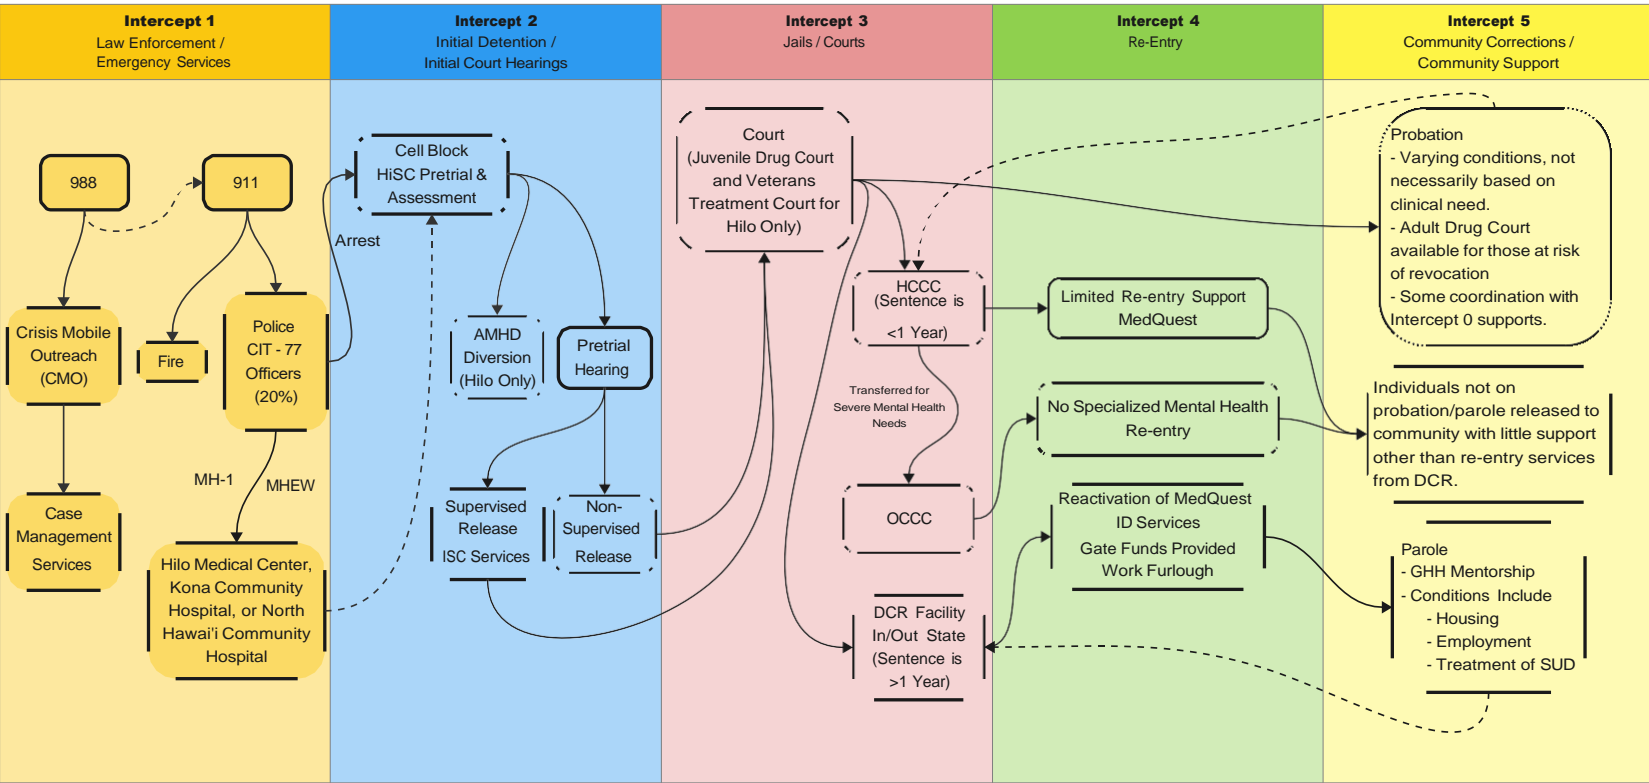 Intercept 1
Law Enforcement /
Emergency Services
Intercept 2
Initial Detention /
Initial Court Hearings
Intercept 3
Jails / Courts
Intercept 4
Re-Entry
Intercept 5
Community Corrections /
Community Support
988
911
Crisis Mobile
Outreach
(CMO)
Fire
Police
CIT - 77
Officers
(20%)
Arrest
MH-1
MHEW
Case
Management
Services
Hilo Medical Center,
Kona Community
Hospital, or North
Hawai'i Community
Hospital
Cell Block
HiSC Pretrial &
Assessment
AMHD
Diversion
(Hilo Only)
Pretrial
Hearing
Supervised
Release
ISC Services
Non-
Supervised
Release
Court
(Juvenile Drug Court
and Veterans
Treatment Court for
Hilo Only)
HCCC
(Sentence is
<1 Year)
Transferred for
Severe Mental Health
Needs
OCCC
DCR Facility
In/Out State
(Sentence is
>1 Year)
Limited Re-entry Support
MedQuest
No Specialized Mental Health
Re-entry
Reactivation of MedQuest
ID Services
Gate Funds Provided
Work Furlough
Probation
- Varying conditions, not
necessarily based on
clinical need.
- Adult Drug Court
available for those at risk
of revocation
- Some coordination with
Intercept 0 supports.
Individuals not on
probation/parole released to
community with little support
other than re-entry services
from DCR.
Parole
- GHH Mentorship
- Conditions Include
- Housing
- Employment
- Treatment of SUD